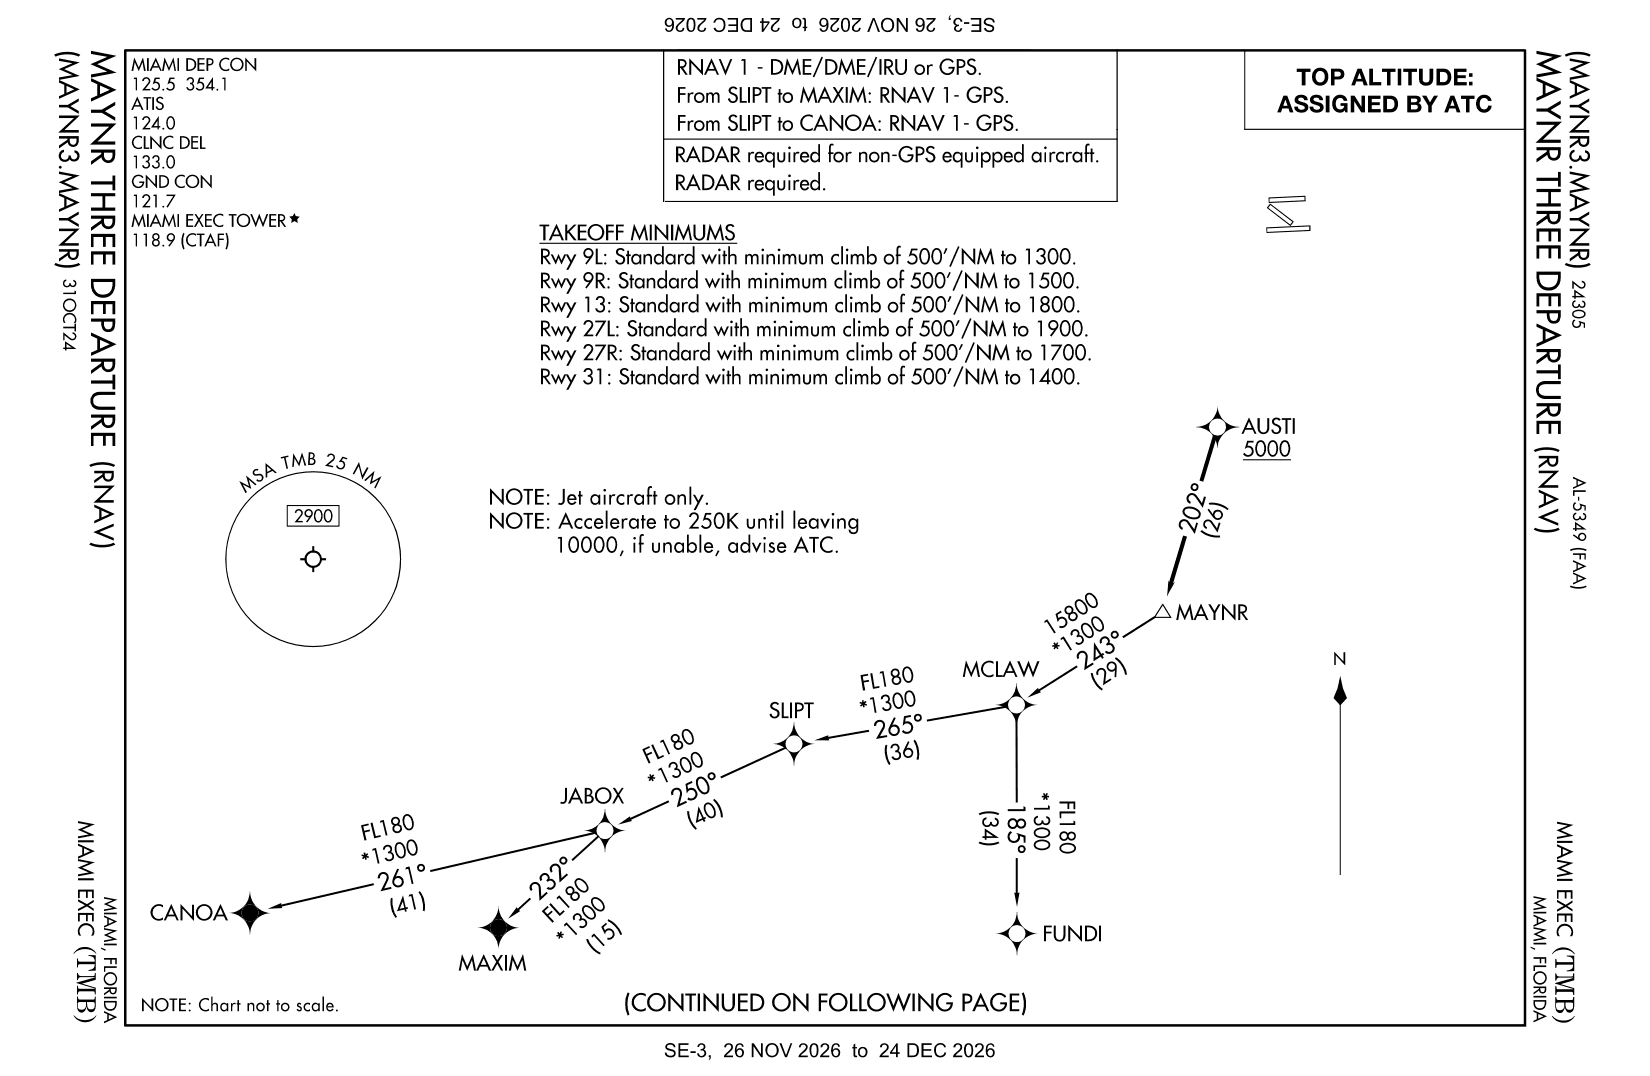 SE-3, 26 NOV 2026 to 24 DEC 2026
(MAYNR3.MAYNR) 31OCT24
MAYNR THREE DEPARTURE (RNAV)
MIAMI EXEC (TMB)
MIAMI, FLORIDA
MIAMI DEP CON
125.5 354.1
ATIS
124.0
CLNC DEL
133.0
GND CON
121.7
MIAMI EXEC TOWER★
118.9 (CTAF)
RNAV 1 - DME/DME/IRU or GPS.
From SLIPT to MAXIM: RNAV 1- GPS.
From SLIPT to CANOA: RNAV 1- GPS.
RADAR required for non-GPS equipped aircraft.
RADAR required.
TOP ALTITUDE:
ASSIGNED BY ATC
(MAYNR3.MAYNR) 24305
MAYNR THREE DEPARTURE (RNAV)
AL-5349 (FAA)
MIAMI EXEC (TMB)
MIAMI, FLORIDA
TAKEOFF MINIMUMS
Rwy 9L: Standard with minimum climb of 500'/NM to 1300.
Rwy 9R: Standard with minimum climb of 500'/NM to 1500.
Rwy 13: Standard with minimum climb of 500'/NM to 1800.
Rwy 27L: Standard with minimum climb of 500'/NM to 1900.
Rwy 27R: Standard with minimum climb of 500'/NM to 1700.
Rwy 31: Standard with minimum climb of 500'/NM to 1400.
MSA TMB 25 NM
2900
NOTE: Jet aircraft only.
NOTE: Accelerate to 250K until leaving
10000, if unable, advise ATC.
AUSTI
5000
202°
(26)
MAYNR
15800
*1300
243°
(29)
MCLAW
FL180
*1300
265°
(36)
SLIPT
FL180
*1300
250°
(40)
JABOX
FL180
*1300
261°
(41)
CANOA
232°
FL180
*1300
(15)
MAXIM
FL180
*1300
185°
(34)
FUNDI
N
NOTE: Chart not to scale.
(CONTINUED ON FOLLOWING PAGE)
SE-3, 26 NOV 2026 to 24 DEC 2026